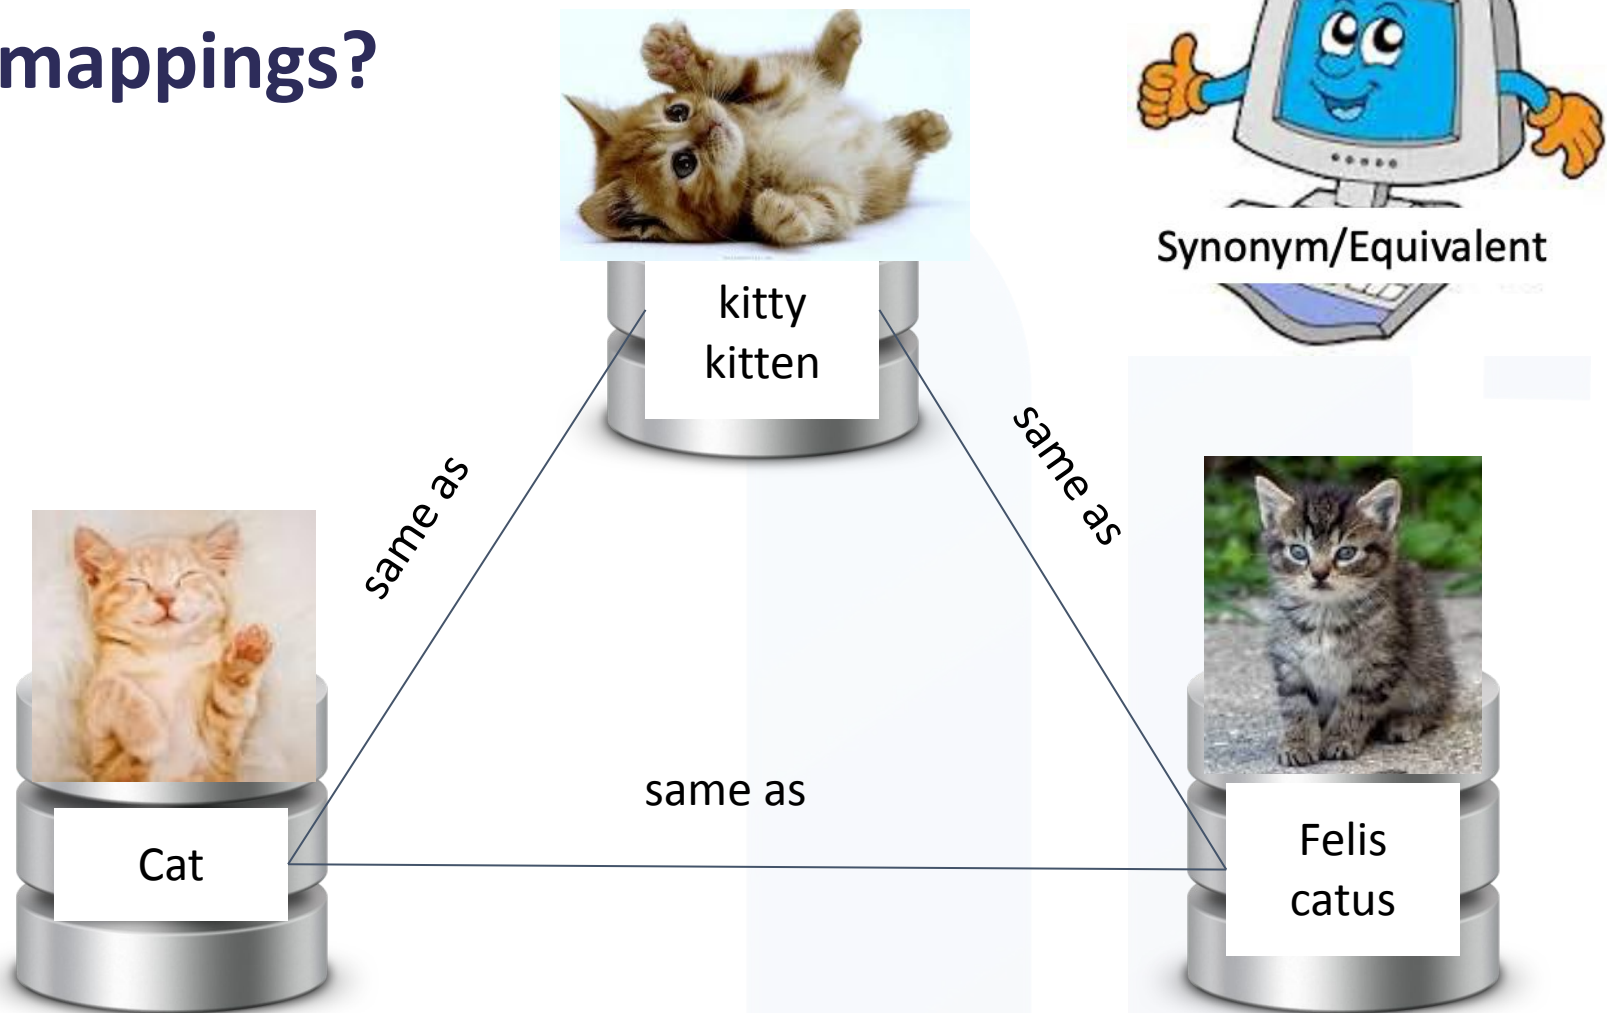 mappings?
Synonym/Equivalent
kitty
kitten
same as
same as
same as
Cat
Felis
catus